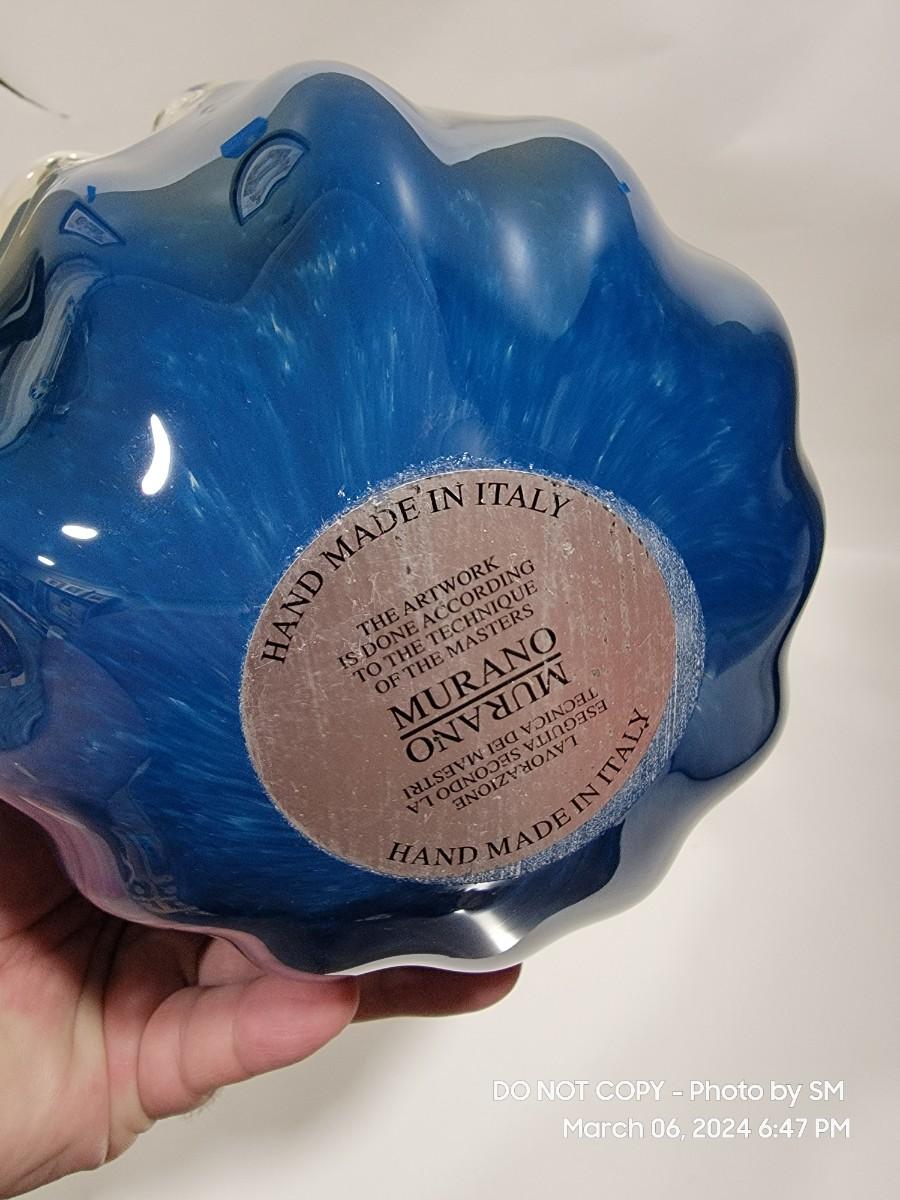 HAND MADE IN ITALY
THE ARTWORK
IS DONE ACCORDING
TO THE TECHNIQUE
OF THE MASTERS
MURANO
MURANO
LAVORAZIONE
ESEGUITA SECONDO LA
TECNICA DEI MAESTRI
HAND MADE IN ITALY
DO NOT COPY - Photo by SM
March 06, 2024 6:47 PM